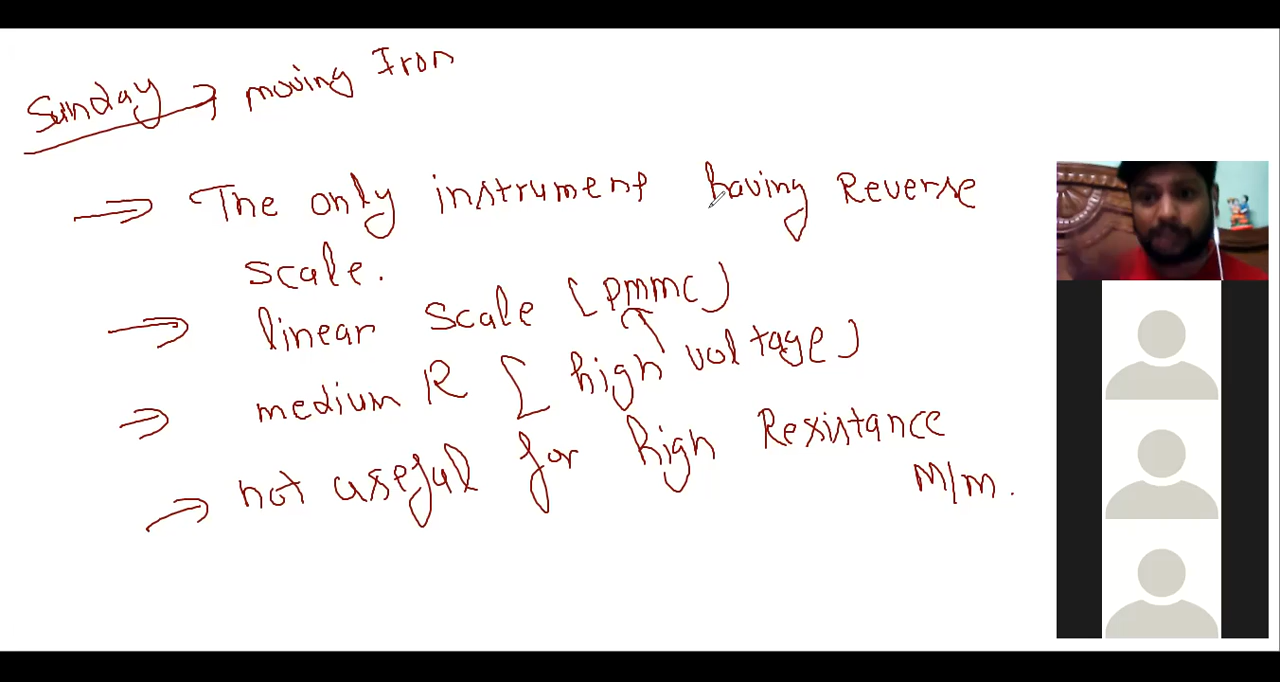 Sunday → moving Iron
→ The only instrument having Reverse
scale.
→ linear scale [PMMC)
→ medium R [high voltage)
→ not useful for high Rexistance
M/m.